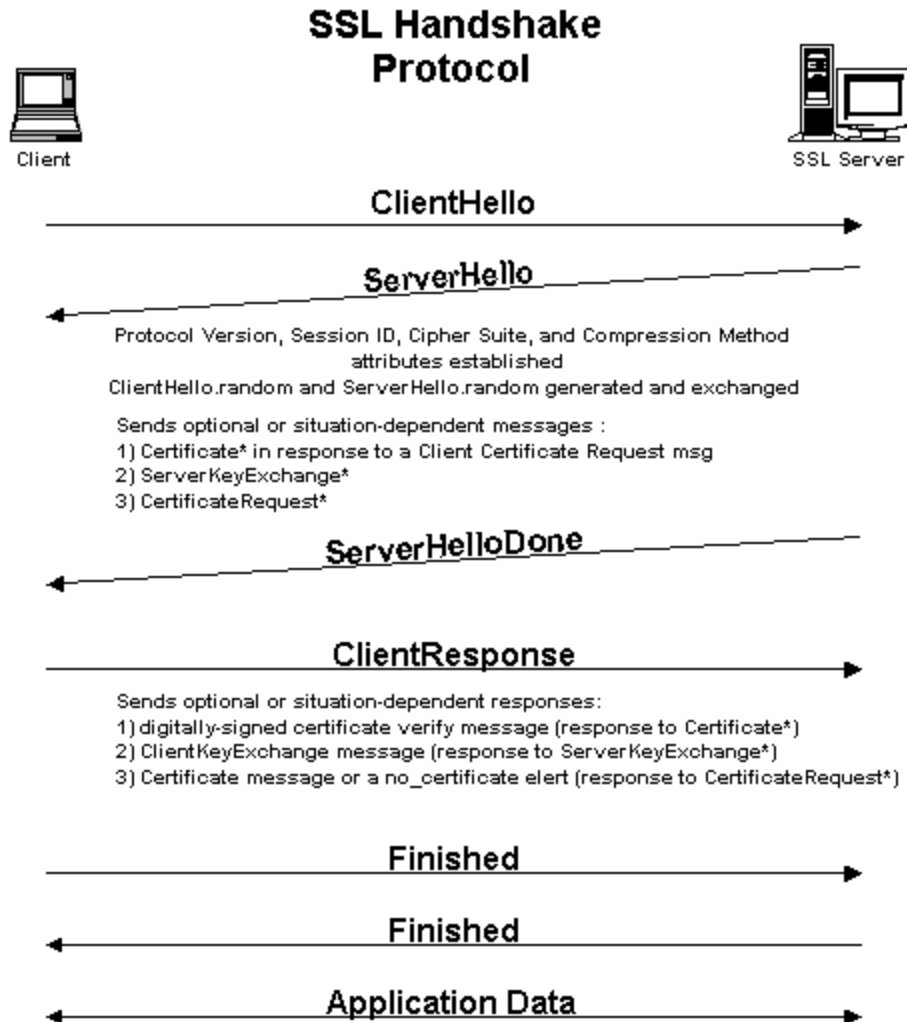 SSL Handshake
Protocol
Client
SSL Server
ClientHello
ServerHello
Protocol Version, Session ID, Cipher Suite, and Compression Method
attributes established
ClientHello.random and ServerHello.random generated and exchanged
Sends optional or situation-dependent messages :
1) Certificate* in response to a Client Certificate Request msg
2) ServerKeyExchange*
3) CertificateRequest*
ServerHelloDone
ClientResponse
Sends optional or situation-dependent responses:
1) digitally-signed certificate verify message (response to Certificate*)
2) ClientKeyExchange message (response to ServerKeyExchange*)
3) Certificate message or a no_certificate elert (response to CertificateRequest*)
Finished
Finished
Application Data